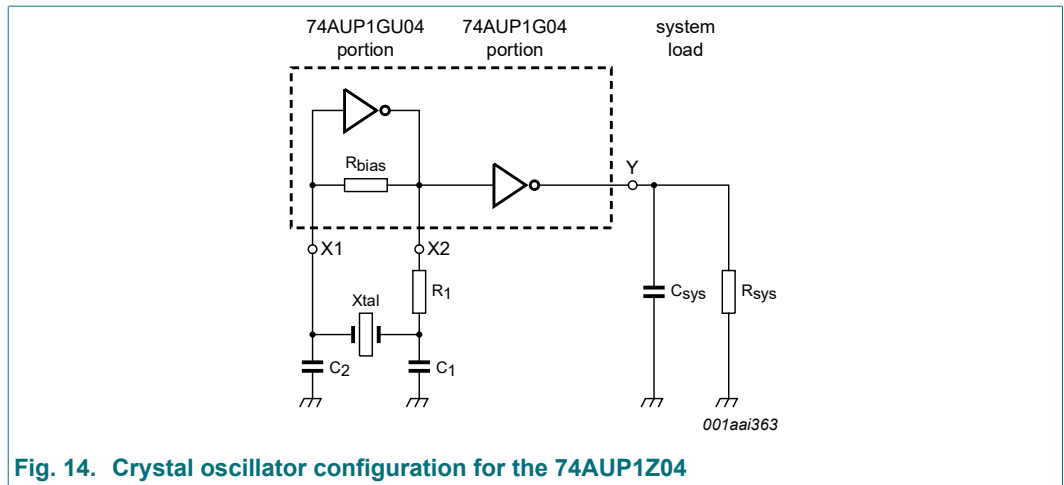 74AUP1GU04 portion
74AUP1G04 portion
system load
Rbias
Y
X1
X2
R1
Xtal
Csys
Rsys
C2
C1
001aai363
Fig. 14. Crystal oscillator configuration for the 74AUP1Z04